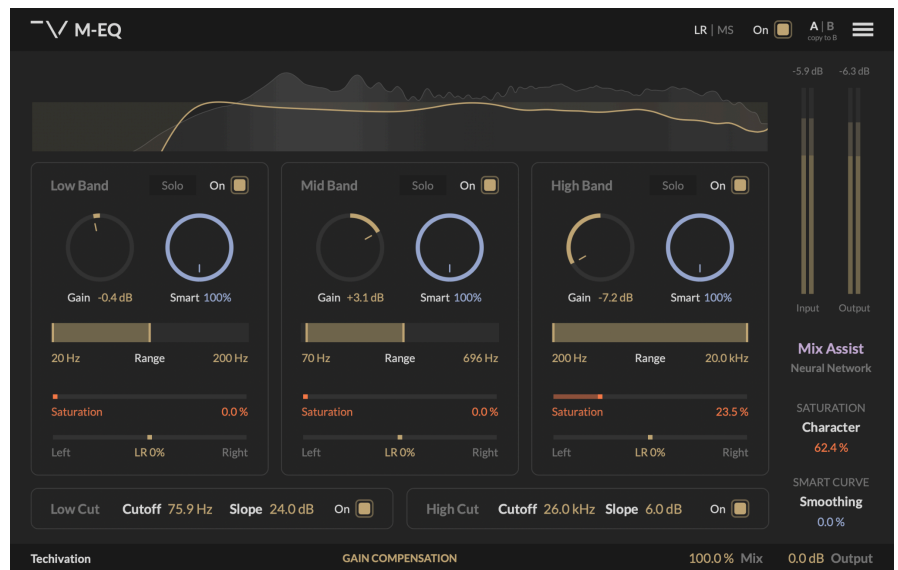 M-EQ LR | MS On A | B
copy to B
-5.9 dB -6.3 dB
Low Band Solo On Mid Band Solo On High Band Solo On
Gain -0.4 dB Smart 100% Gain +3.1 dB Smart 100% Gain -7.2 dB Smart 100%
Input Output
20 Hz Range 200 Hz 70 Hz Range 696 Hz 200 Hz Range 20.0 kHz
Mix Assist
Neural Network
Saturation 0.0 % Saturation 0.0 % Saturation 23.5 %
SATURATION
Character
62.4 %
Left LR 0% Right Left LR 0% Right Left LR 0% Right
SMART CURVE
Smoothing
0.0 %
Low Cut Cutoff 75.9 Hz Slope 24.0 dB On High Cut Cutoff 26.0 kHz Slope 6.0 dB On
Techivation GAIN COMPENSATION 100.0 % Mix 0.0 dB Output